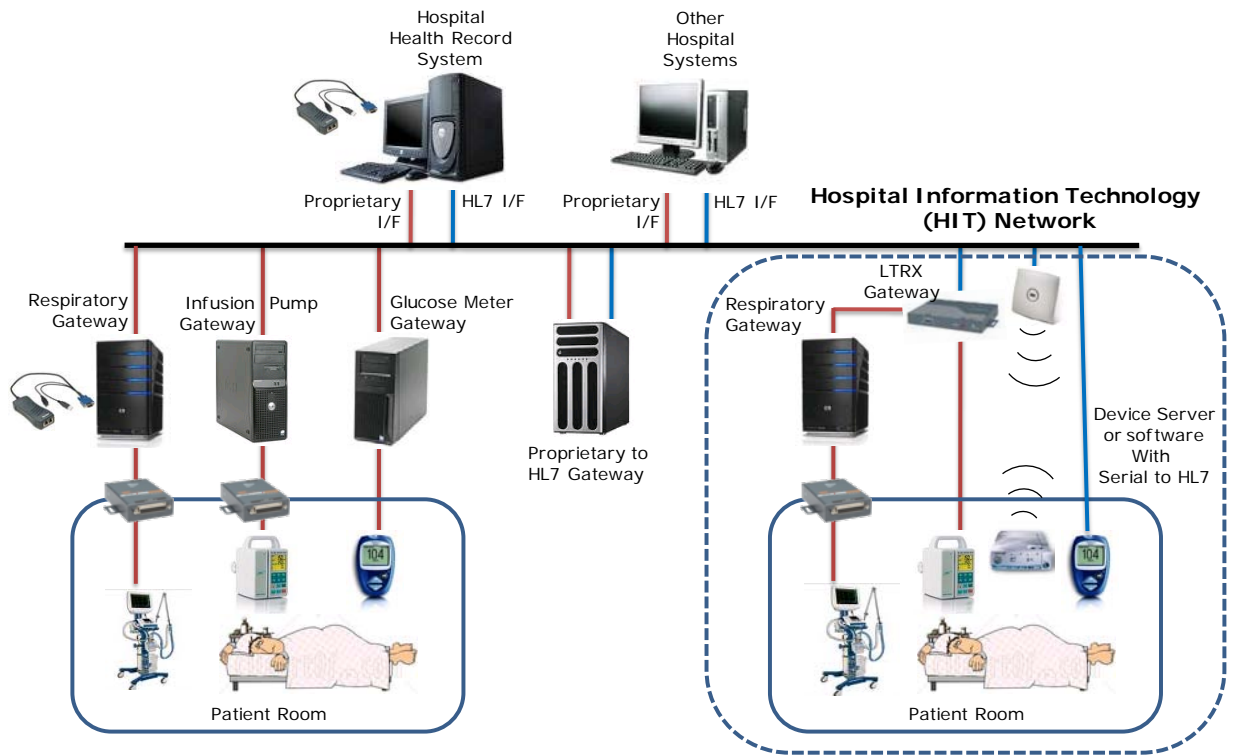 Hospital
Health Record
System
Other
Hospital
Systems
Proprietary
I/F
HL7 I/F
Proprietary
I/F
HL7 I/F
Hospital Information Technology
(HIT) Network
Respiratory
Gateway
Infusion Pump
Gateway
Glucose Meter
Gateway
Proprietary to
HL7 Gateway
LTRX
Gateway
Respiratory
Gateway
Device Server
or software
With
Serial to HL7
104
104
Patient Room
Patient Room